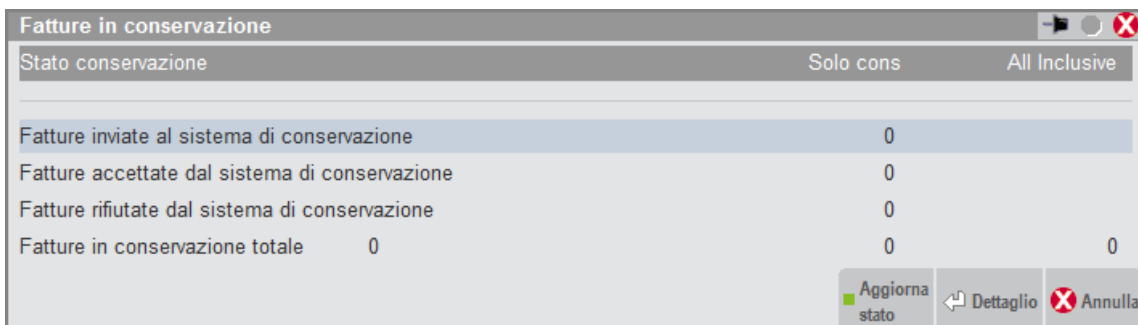 Fatture in conservazione
Stato conservazione Solo cons All Inclusive
Fatture inviate al sistema di conservazione 0
Fatture accettate dal sistema di conservazione 0
Fatture rifiutate dal sistema di conservazione 0
Fatture in conservazione totale 0 0 0
Aggiorna stato Dettaglio Annulla